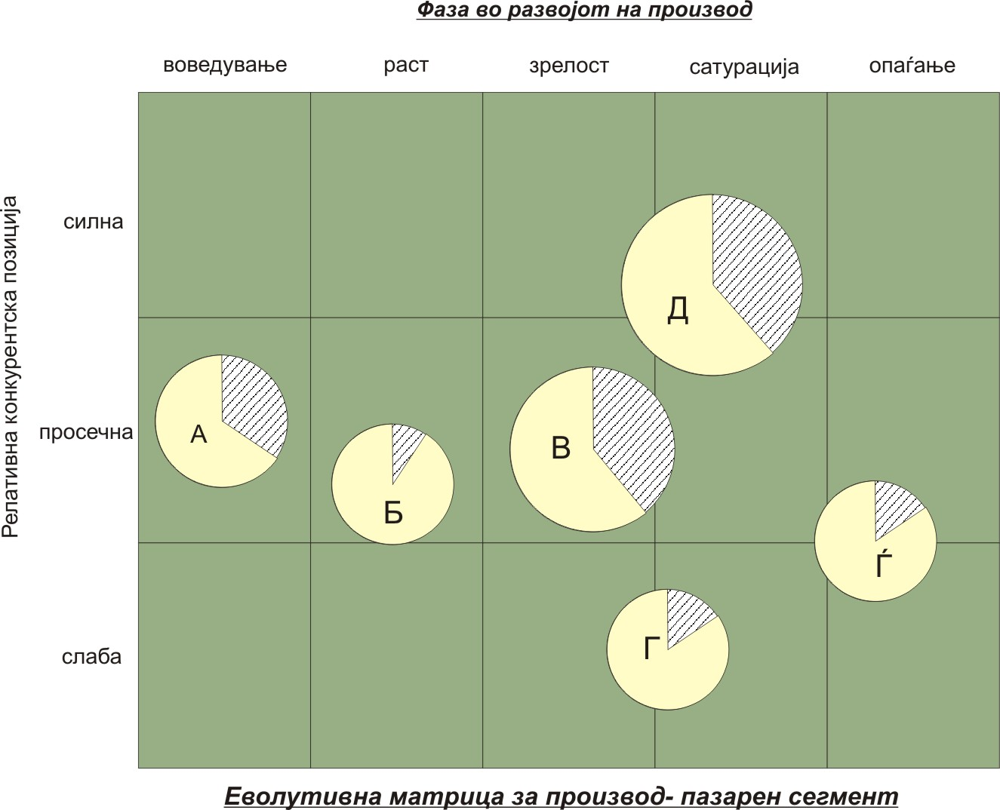 Фаза во развојот на производ
воведување
раст
зрелост
сатурација
опаѓање
Релативна конкурентска позиција
силна
просечна
слаба
А
Б
В
Д
Г
Ѓ
Еволутивна матрица за производ- пазарен сегмент